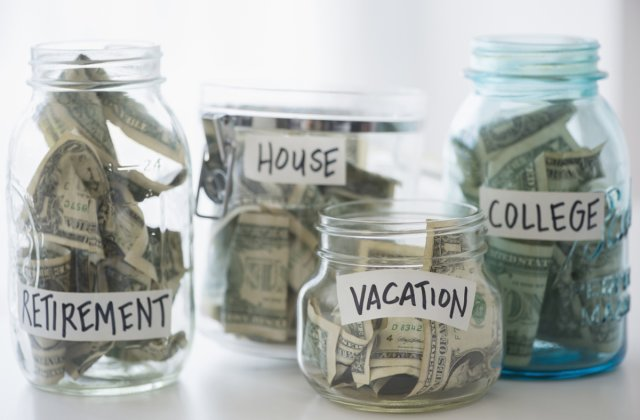 RETIREMENT
HOUSE
VACATION
COLLEGE